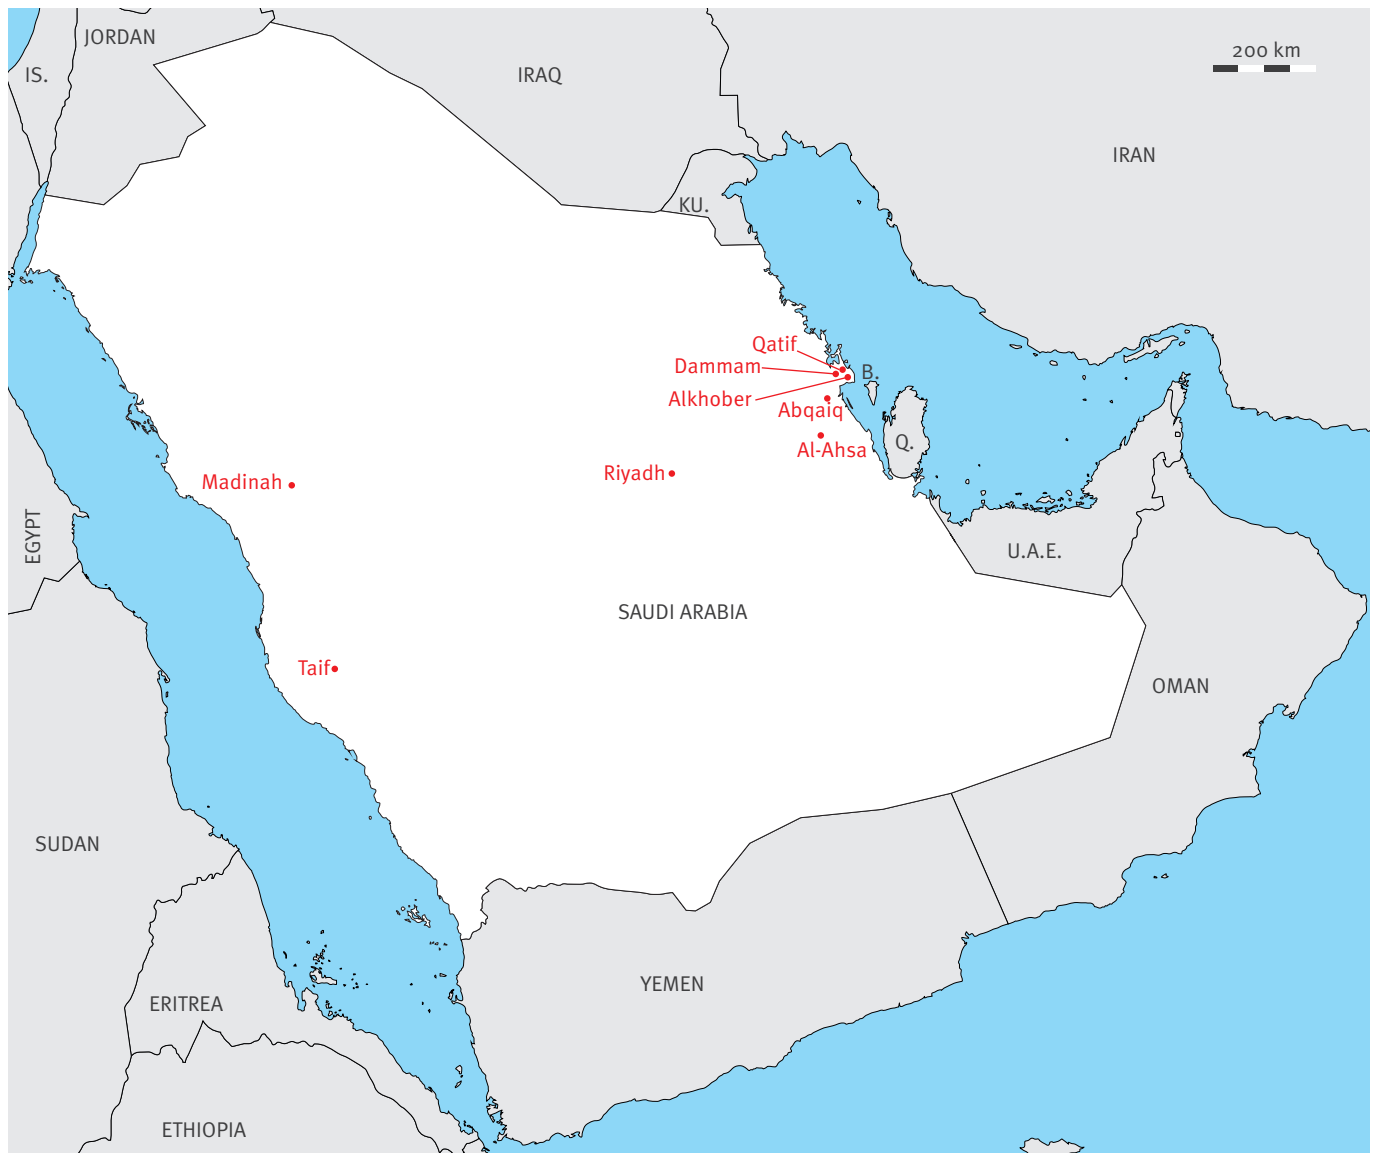 JORDAN
200 km
IS.
IRAQ
IRAN
KU.
Qatif
Dammam
B.
Alkhober
Abqaiq
Q.
Al-Ahsa
Riyadh
Madinah
EGYPT
U.A.E.
SAUDI ARABIA
Taif
OMAN
SUDAN
YEMEN
ERITREA
ETHIOPIA